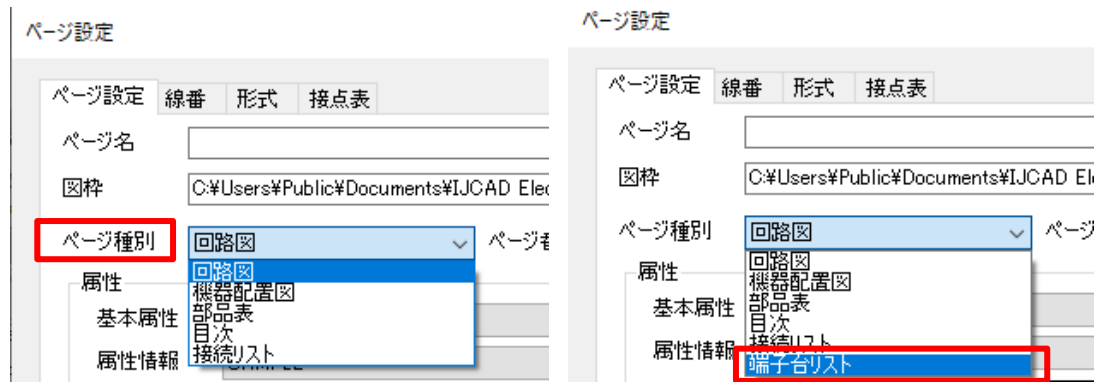 ページ設定
ページ設定 線番 形式 接点表
ページ名
図枠 C:¥Users¥Public¥Documents¥IJCAD Elec
ページ種別 回路図 ページ番
回路図
機器配置図
部品表
目次
接続リスト
属性
基本属性
属性情報
ページ設定
ページ設定 線番 形式 接点表
ページ名
図枠 C:¥Users¥Public¥Documents¥IJCAD El
ページ種別 回路図 ページ
回路図
機器配置図
部品表
目次
接続リスト
端子台リスト
属性
基本属性
属性情報